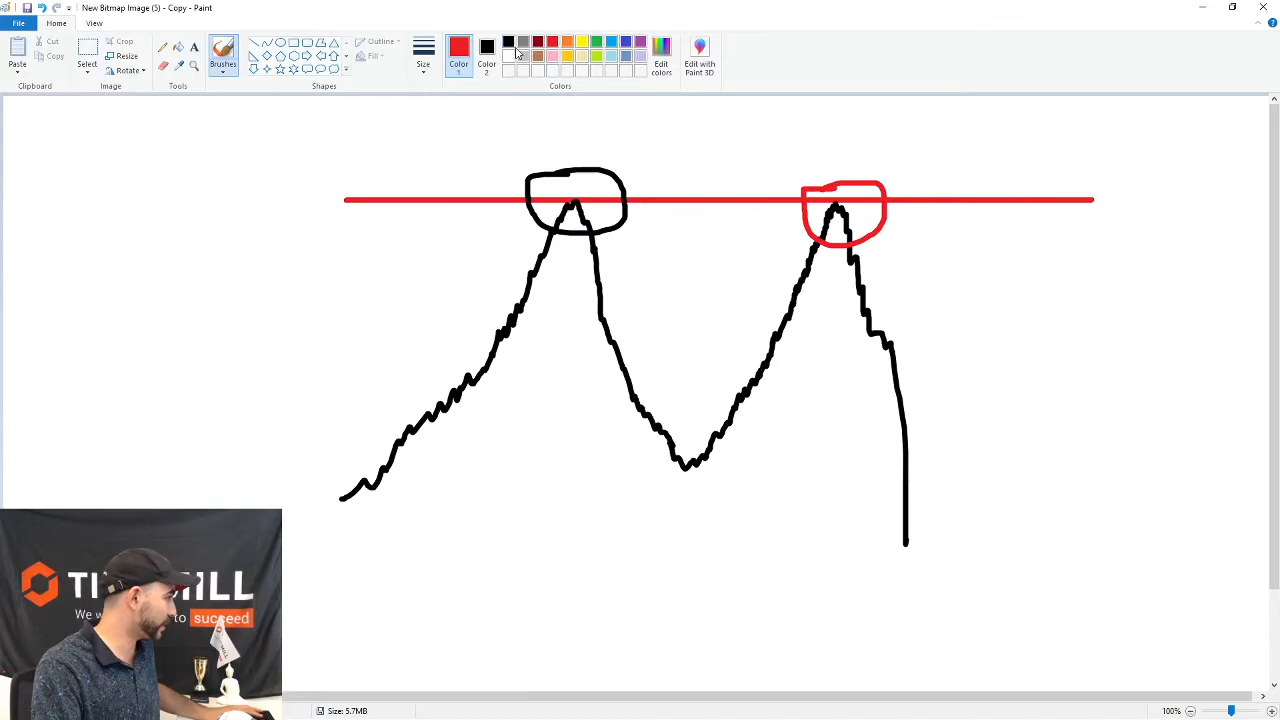 New Bitmap Image (5) - Copy - Paint
File
Home
View
Paste
Cut
Copy
Clipboard
Select
Crop
Resize
Rotate
Image
Tools
Brushes
Outline
Fill
Shapes
Size
Color
1
Color
2
Edit
colors
Colors
Edit with
Paint 3D
succeed
Size: 5.7MB
100%